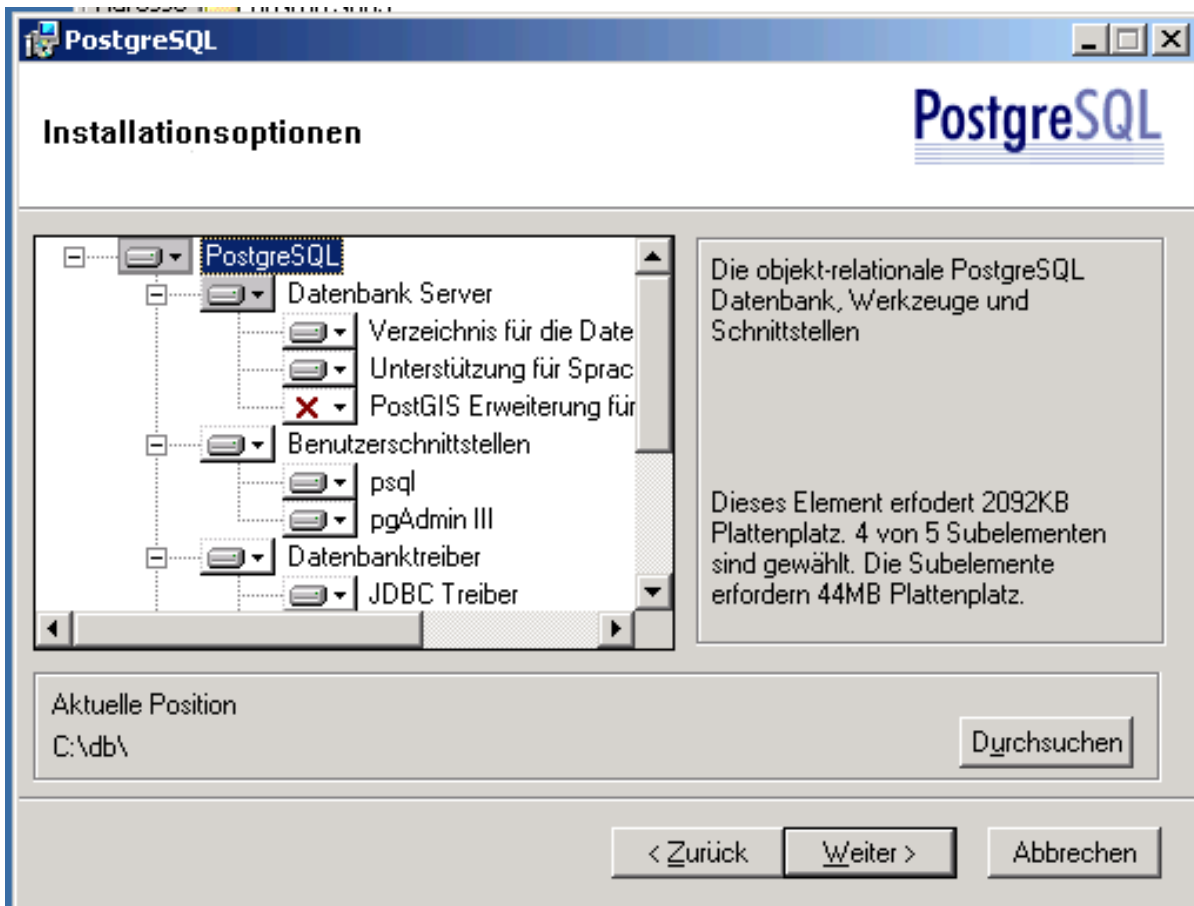 PostgreSQL
Installationsoptionen
PostgreSQL
PostgreSQL
Datenbank Server
Verzeichnis für die Date
Unterstützung für Sprac
PostGIS Erweiterung für
Benutzerschnittstellen
psql
pgAdmin III
Datenbanktreiber
JDBC Treiber
Die objekt-relationale PostgreSQL
Datenbank, Werkzeuge und
Schnittstellen
Dieses Element erfodert 2092KB
Plattenplatz. 4 von 5 Subelementen
sind gewählt. Die Subelemente
erfordern 44MB Plattenplatz.
Aktuelle Position
C:\db\
Durchsuchen
< Zurück
Weiter >
Abbrechen